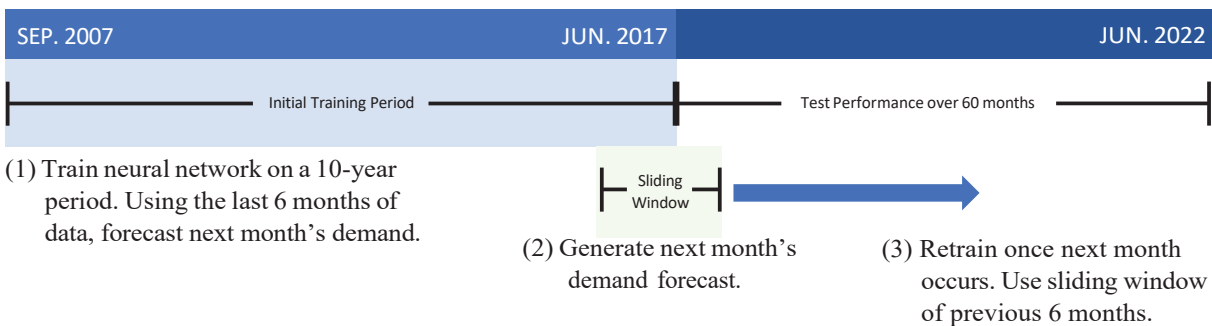 SEP. 2007
JUN. 2017
JUN. 2022
Initial Training Period
Test Performance over 60 months
(1) Train neural network on a 10-year
period. Using the last 6 months of
data, forecast next month’s demand.
Sliding
Window
(2) Generate next month’s
demand forecast.
(3) Retrain once next month
occurs. Use sliding window
of previous 6 months.